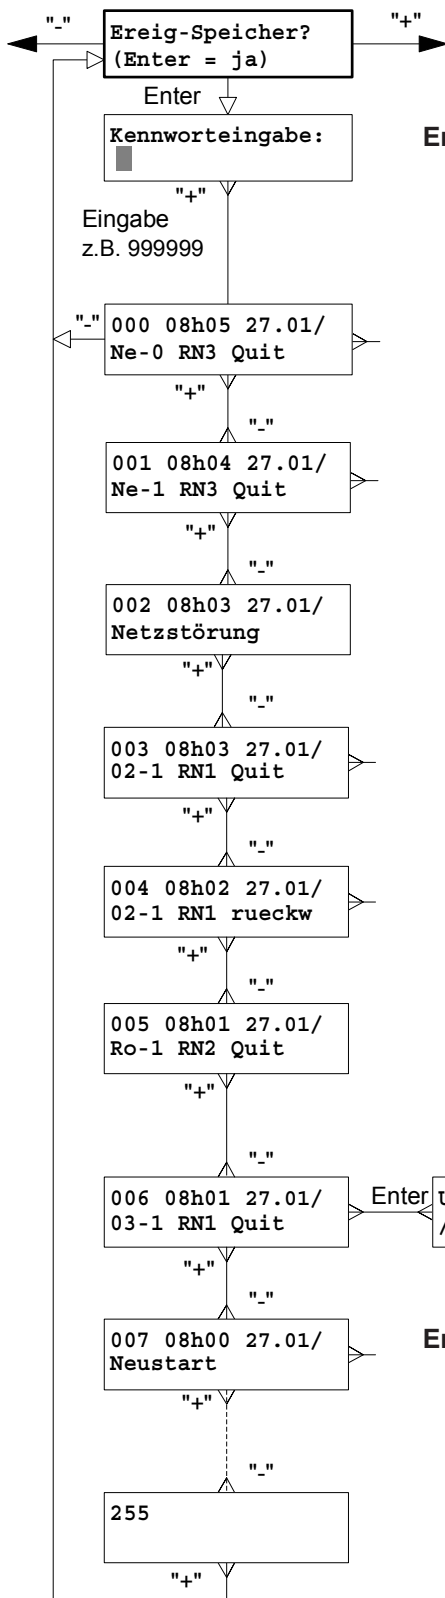 "-"
"+"
Ereig-Speicher?
(Enter = ja)
Enter
Kennworteingabe:
"+"
Eingabe
z.B. 999999
"-"
000 08h05 27.01/
Ne-0 RN3 Quit
"+"
"-"
001 08h04 27.01/
Ne-1 RN3 Quit
"+"
"-"
002 08h03 27.01/
Netzstörung
"+"
"-"
003 08h03 27.01/
02-1 RN1 Quit
"+"
"-"
004 08h02 27.01/
02-1 RN1 rueckw
"+"
"-"
005 08h01 27.01/
Ro-1 RN2 Quit
"+"
"-"
006 08h01 27.01/
03-1 RN1 Quit
Enter
"+"
"-"
007 08h00 27.01/
Neustart
"+"
"-"
255
"+"